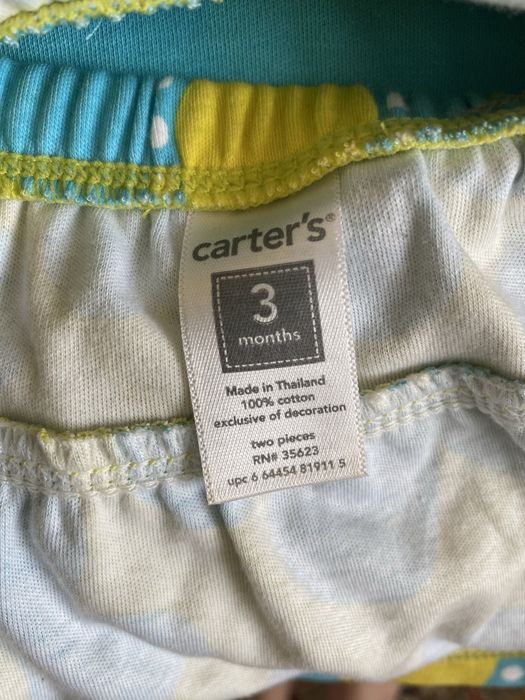 carter's®
3
months
Made in Thailand
100% cotton
exclusive of decoration
two pieces
RN# 35623
upc 6 64454 81911 5